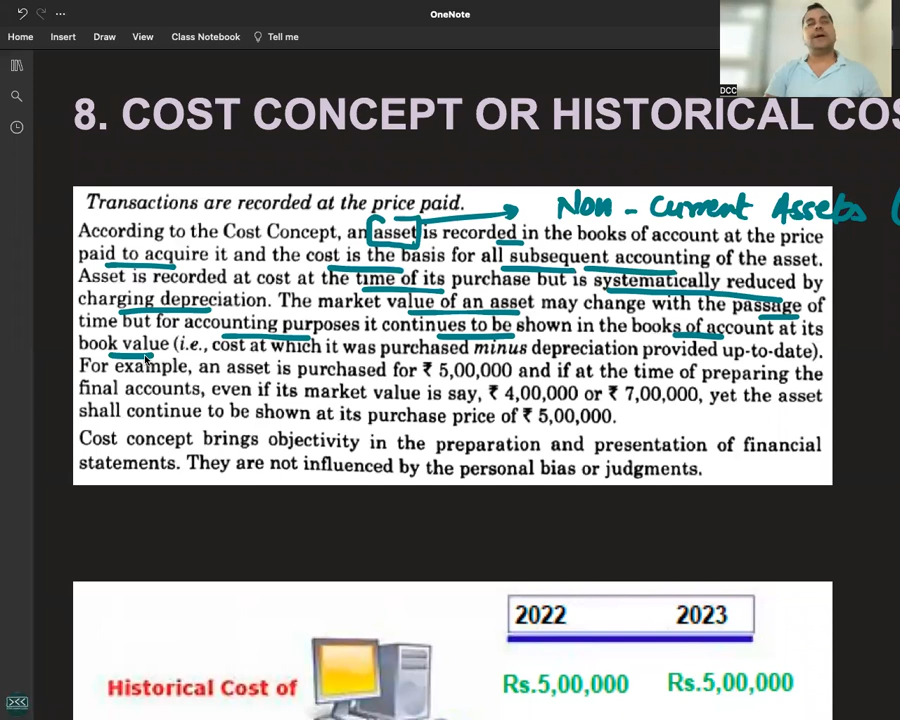 OneNote
Home Insert Draw View Class Notebook Tell me
DCC
8. COST CONCEPT OR HISTORICAL COS
Transactions are recorded at the price paid.
Non - Current Assets (
According to the Cost Concept, an asset is recorded in the books of account at the price
paid to acquire it and the cost is the basis for all subsequent accounting of the asset.
Asset is recorded at cost at the time of its purchase but is systematically reduced by
charging depreciation. The market value of an asset may change with the passage of
time but for accounting purposes it continues to be shown in the books of account at its
book value (i.e., cost at which it was purchased minus depreciation provided up-to-date).
For example, an asset is purchased for ₹ 5,00,000 and if at the time of preparing the
final accounts, even if its market value is say, ₹ 4,00,000 or ₹ 7,00,000, yet the asset
shall continue to be shown at its purchase price of ₹ 5,00,000.
Cost concept brings objectivity in the preparation and presentation of financial
statements. They are not influenced by the personal bias or judgments.
2022 2023
Historical Cost of
Rs.5,00,000 Rs.5,00,000